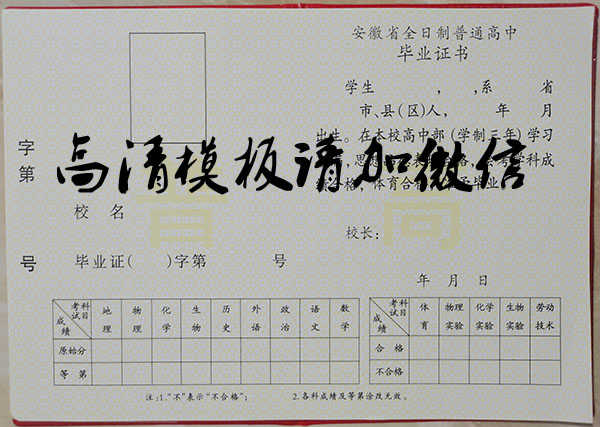 安徽省全日制普通高中
毕业证书
学生 , ,系 省
市、县(区)人, 年 月
出生。在本校高中部(学制三年)学习
高清模板请加微信
字第 号
校 名
毕业证( )字第 号
校长:
年 月 日
考试科目 成绩 地理 物理 化学 生物 历史 外语 政治 语文 数学
原始分
等 第
考试科目 成绩 体育 物理实验 化学实验 生物实验 劳动技术
合 格
不合格
注:1.“不”表示“不合格”; 2.各科成绩及等第涂改无效。
普 高